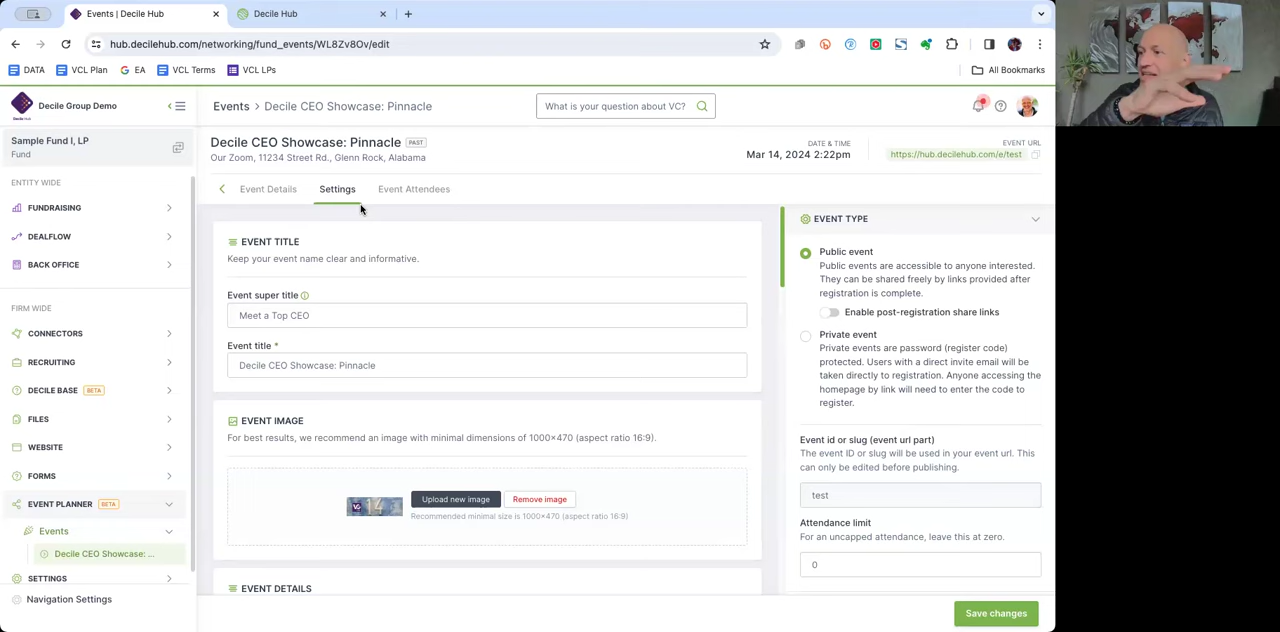 Events | Decile Hub
Decile Hub
hub.decilehub.com/networking/fund_events/WL8Zv8Ov/edit
DATA
VCL Plan
EA
VCL Terms
VCL LPs
All Bookmarks
Decile Group Demo
Events > Decile CEO Showcase: Pinnacle
What is your question about VC?
Sample Fund I, LP
Fund
Decile CEO Showcase: Pinnacle PAST
Our Zoom, 11234 Street Rd., Glenn Rock, Alabama
DATE & TIME
Mar 14, 2024 2:22pm
EVENT URL
https://hub.decilehub.com/e/test
ENTITY WIDE
FUNDRAISING
DEALFLOW
BACK OFFICE
FIRM WIDE
CONNECTORS
RECRUITING
DECILE BASE BETA
FILES
WEBSITE
FORMS
EVENT PLANNER BETA
Events
Decile CEO Showcase: ...
SETTINGS
Navigation Settings
Event Details
Settings
Event Attendees
EVENT TITLE
Keep your event name clear and informative.
Event super title
Meet a Top CEO
Event title *
Decile CEO Showcase: Pinnacle
EVENT IMAGE
For best results, we recommend an image with minimal dimensions of 1000×470 (aspect ratio 16:9).
VG 14
Upload new image
Remove image
Recommended minimal size is 1000×470 (aspect ratio 16:9)
EVENT DETAILS
EVENT TYPE
Public event
Public events are accessible to anyone interested.
They can be shared freely by links provided after
registration is complete.
Enable post-registration share links
Private event
Private events are password (register code)
protected. Users with a direct invite email will be
taken directly to registration. Anyone accessing the
homepage by link will need to enter the code to
register.
Event id or slug (event url part)
The event ID or slug will be used in your event url. This
can only be edited before publishing.
test
Attendance limit
For an uncapped attendance, leave this at zero.
0
Save changes